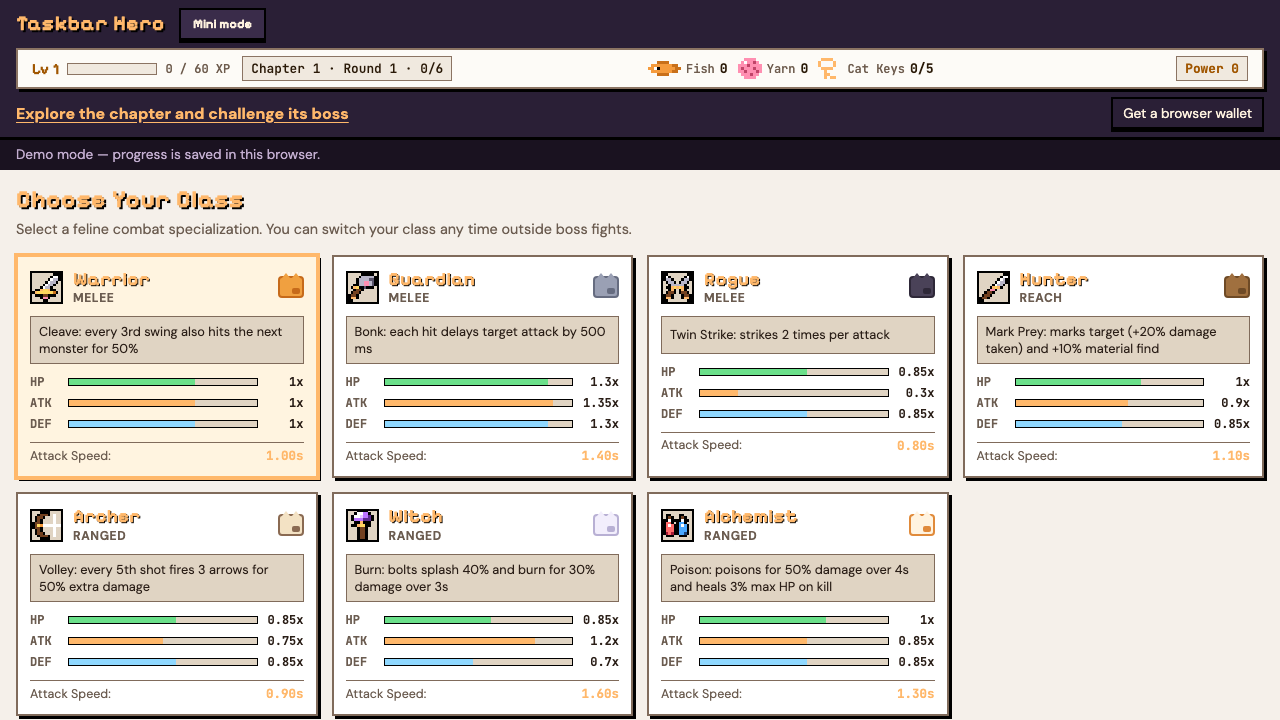 Taskbar Hero
Mini mode
Lv 1
0 / 60 XP
Chapter 1 · Round 1 · 0/6
Fish 0
Yarn 0
Cat Keys 0/5
Power 0
Explore the chapter and challenge its boss
Get a browser wallet
Demo mode — progress is saved in this browser.
Choose Your Class
Select a feline combat specialization. You can switch your class any time outside boss fights.
Warrior
MELEE
Cleave: every 3rd swing also hits the next
monster for 50%
HP 1x
ATK 1x
DEF 1x
Attack Speed: 1.00s
Guardian
MELEE
Bonk: each hit delays target attack by 500
ms
HP 1.3x
ATK 1.35x
DEF 1.3x
Attack Speed: 1.40s
Rogue
MELEE
Twin Strike: strikes 2 times per attack
HP 0.85x
ATK 0.3x
DEF 0.85x
Attack Speed: 0.80s
Hunter
REACH
Mark Prey: marks target (+20% damage
taken) and +10% material find
HP 1x
ATK 0.9x
DEF 0.85x
Attack Speed: 1.10s
Archer
RANGED
Volley: every 5th shot fires 3 arrows for
50% extra damage
HP 0.85x
ATK 0.75x
DEF 0.85x
Attack Speed: 0.90s
Witch
RANGED
Burn: bolts splash 40% and burn for 30%
damage over 3s
HP 0.85x
ATK 1.2x
DEF 0.7x
Attack Speed: 1.60s
Alchemist
RANGED
Poison: poisons for 50% damage over 4s
and heals 3% max HP on kill
HP 1x
ATK 0.85x
DEF 0.85x
Attack Speed: 1.30s